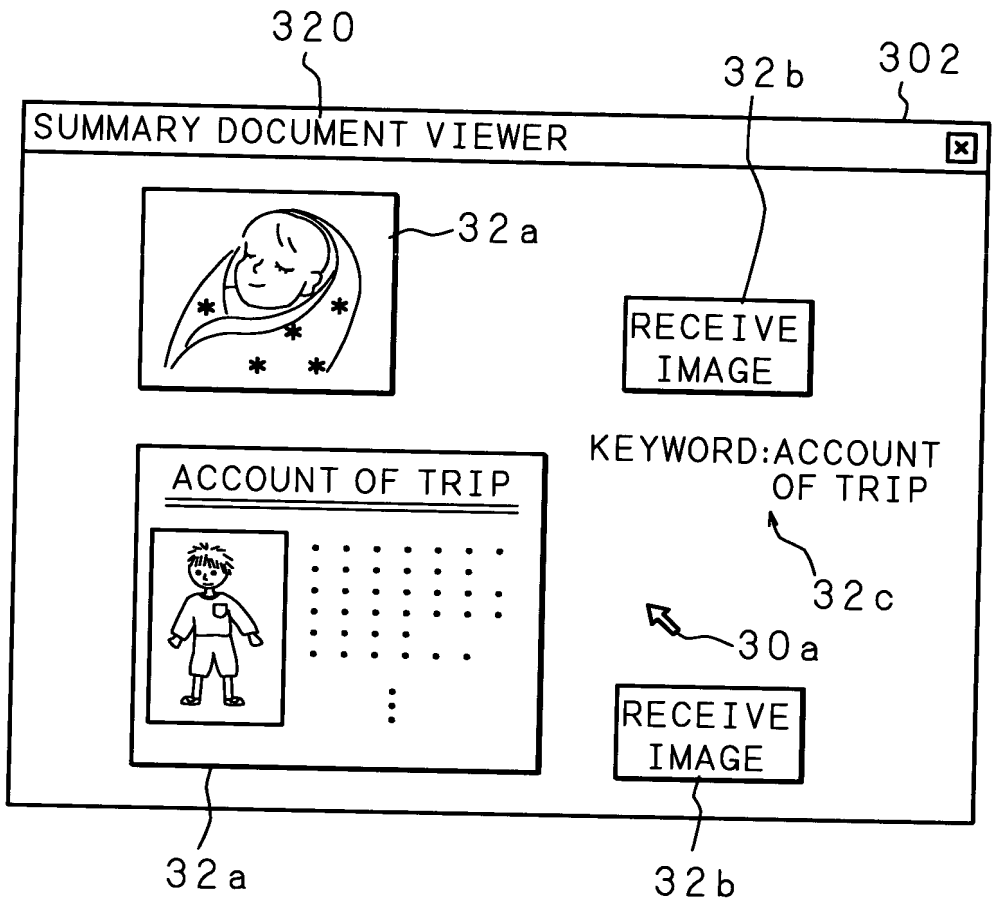 320
302
32b
SUMMARY DOCUMENT VIEWER
x
32a
RECEIVE
IMAGE
KEYWORD:ACCOUNT
OF TRIP
ACCOUNT OF TRIP
32c
30a
RECEIVE
IMAGE
32a
32b